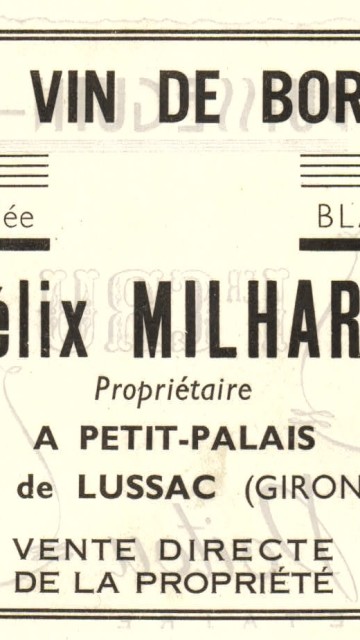 VIN DE BOR
ée
BL
élix MILHAR
Propriétaire
A PETIT-PALAIS
de LUSSAC (GIRON
VENTE DIRECTE
DE LA PROPRIÉTÉ